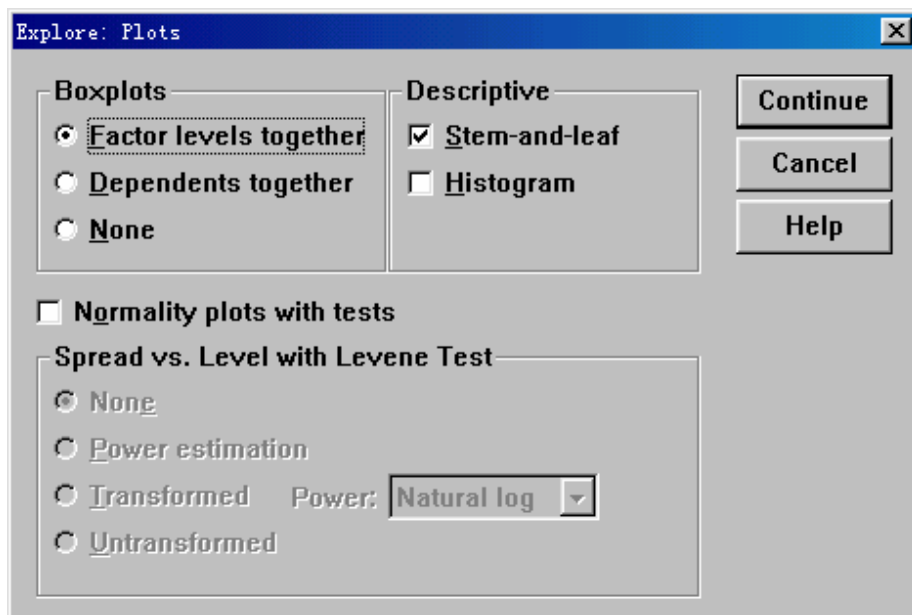 Explore: Plots
Boxplots
Factor levels together
Dependents together
None
Descriptive
Stem-and-leaf
Histogram
Continue
Cancel
Help
Normality plots with tests
Spread vs. Level with Levene Test
None
Power estimation
Transformed Power: Natural log
Untransformed